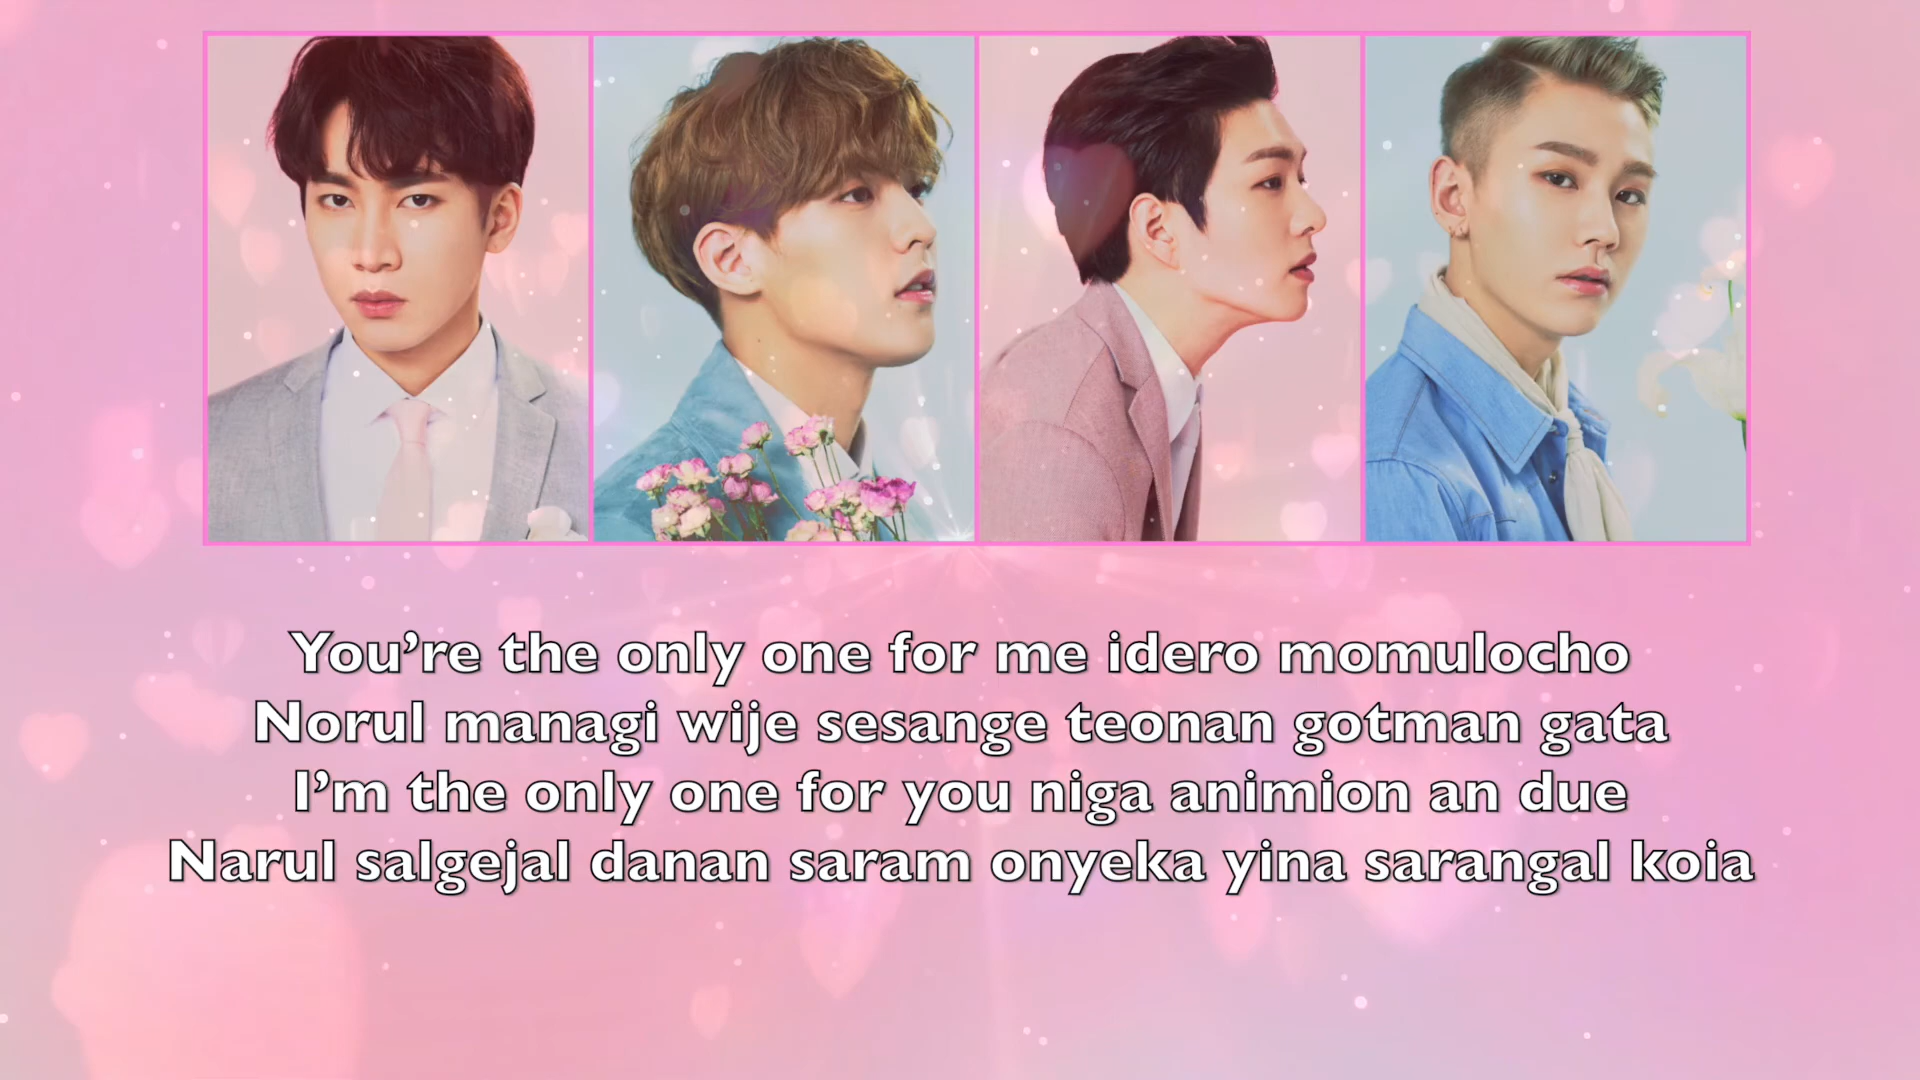 You’re the only one for me idero momulocho
Norul managi wije sesange teonan gotman gata
I’m the only one for you niga animion an due
Narul salgejal danan saram onyeka yina sarangal koia